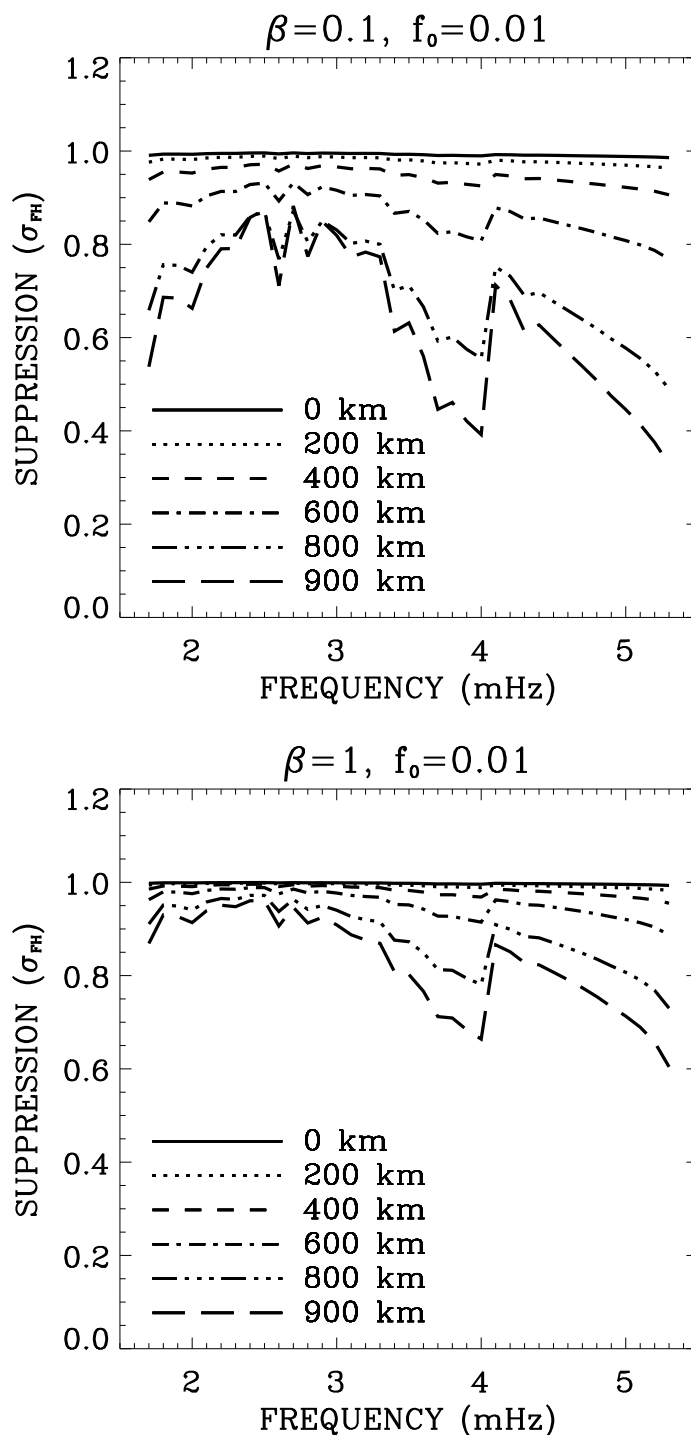 β=0.1, f₀=0.01
SUPPRESSION (σ_FH)
1.2
1.0
0.8
0.6
0.4
0.2
0.0
0 km
200 km
400 km
600 km
800 km
900 km
2 3 4 5
FREQUENCY (mHz)
β=1, f₀=0.01
SUPPRESSION (σ_FH)
1.2
1.0
0.8
0.6
0.4
0.2
0.0
0 km
200 km
400 km
600 km
800 km
900 km
2 3 4 5
FREQUENCY (mHz)